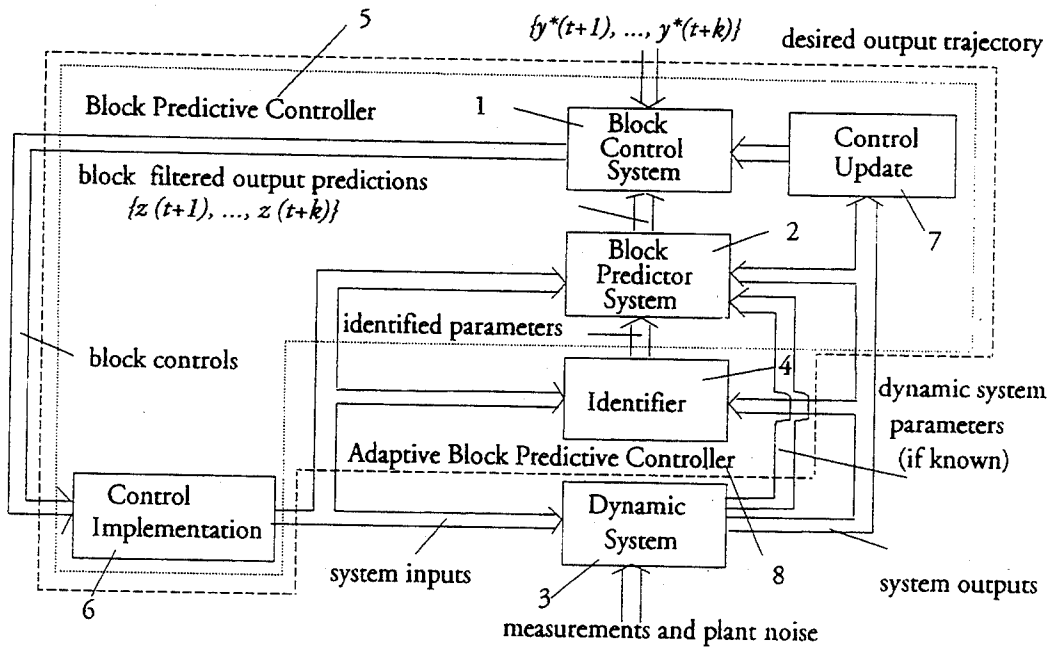 5
{y*(t+1), ..., y*(t+k)}
desired output trajectory
Block Predictive Controller
1
Block
Control
System
Control
Update
block filtered output predictions
{z (t+1), ..., z (t+k)}
2
7
Block
Predictor
System
identified parameters
block controls
4
Identifier
dynamic system
parameters
(if known)
Adaptive Block Predictive Controller
Control
Implementation
Dynamic
System
system inputs
3
8
system outputs
6
measurements and plant noise